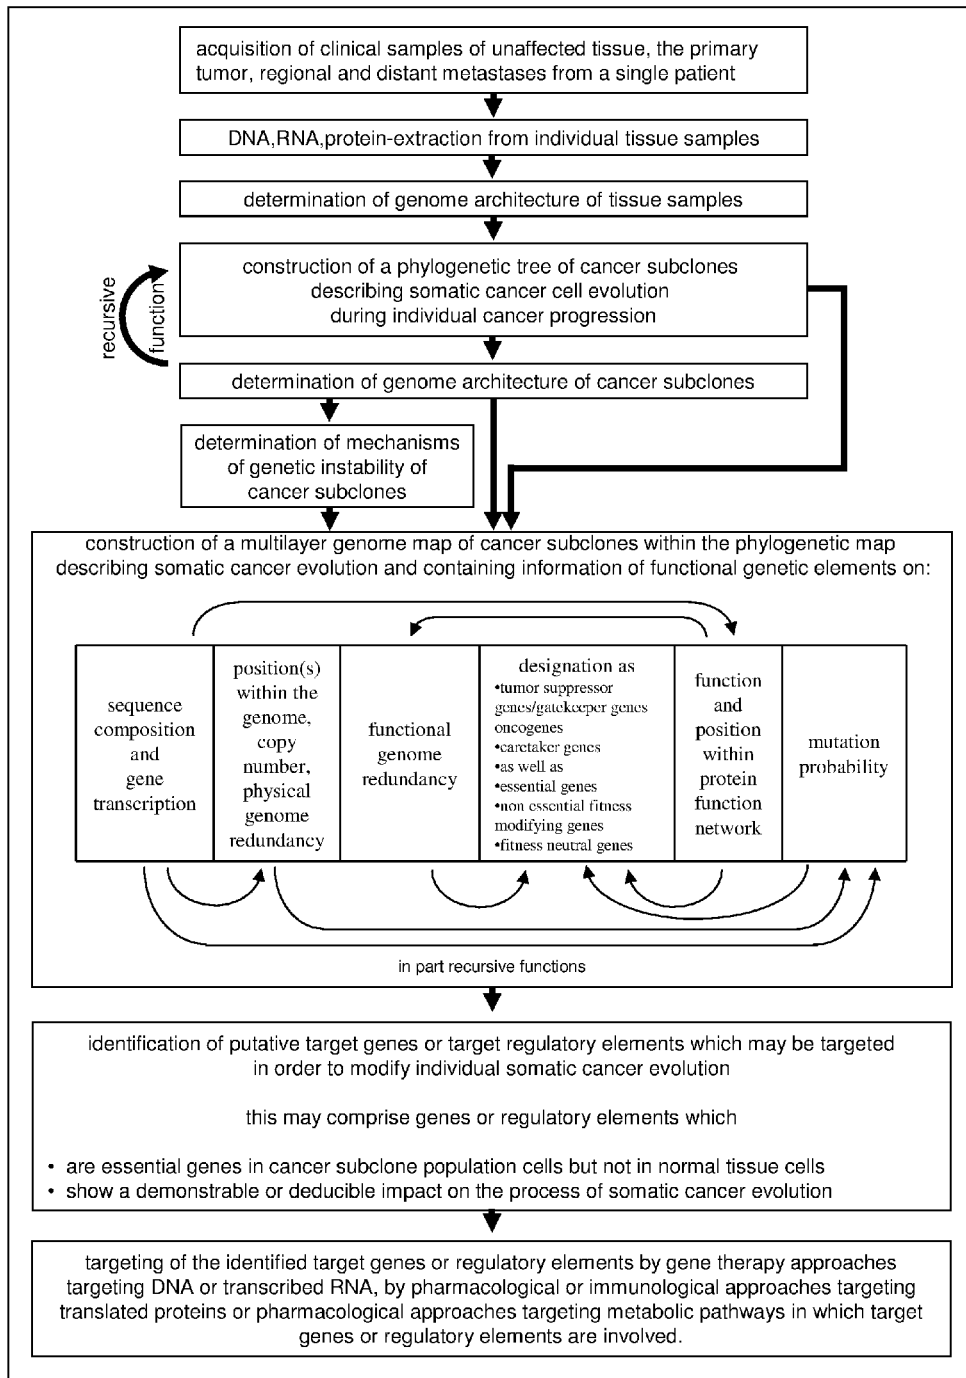 acquisition of clinical samples of unaffected tissue, the primary
tumor, regional and distant metastases from a single patient
DNA,RNA,protein-extraction from individual tissue samples
determination of genome architecture of tissue samples
construction of a phylogenetic tree of cancer subclones
describing somatic cancer cell evolution
during individual cancer progression
recursive
function
determination of genome architecture of cancer subclones
determination of mechanisms
of genetic instability of
cancer subclones
construction of a multilayer genome map of cancer subclones within the phylogenetic map
describing somatic cancer evolution and containing information of functional genetic elements on:
sequence
composition
and
gene
transcription
position(s)
within the
genome,
copy
number,
physical
genome
redundancy
functional
genome
redundancy
designation as
•tumor suppressor
genes/gatekeeper genes
oncogenes
•caretaker genes
•as well as
•essential genes
•non essential fitness
modifying genes
•fitness neutral genes
function
and
position
within
protein
function
network
mutation
probability
in part recursive functions
identification of putative target genes or target regulatory elements which may be targeted
in order to modify individual somatic cancer evolution
this may comprise genes or regulatory elements which
• are essential genes in cancer subclone population cells but not in normal tissue cells
• show a demonstrable or deducible impact on the process of somatic cancer evolution
targeting of the identified target genes or regulatory elements by gene therapy approaches
targeting DNA or transcribed RNA, by pharmacological or immunological approaches targeting
translated proteins or pharmacological approaches targeting metabolic pathways in which target
genes or regulatory elements are involved.